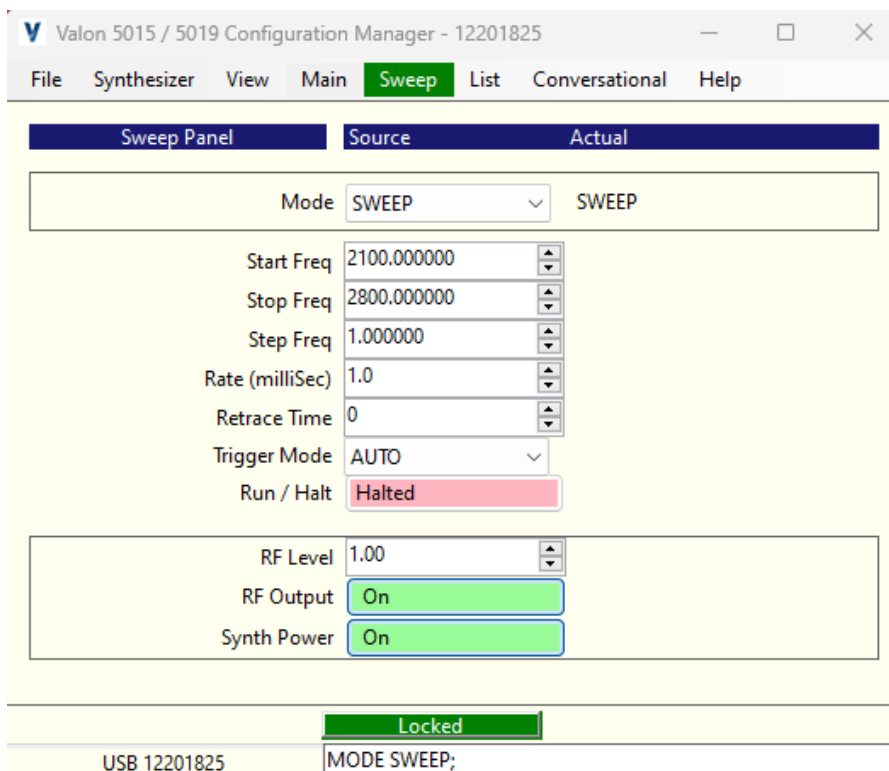 Valon 5015 / 5019 Configuration Manager - 12201825
File Synthesizer View Main Sweep List Conversational Help
Sweep Panel Source Actual
Mode SWEEP SWEEP
Start Freq 2100.000000
Stop Freq 2800.000000
Step Freq 1.000000
Rate (milliSec) 1.0
Retrace Time 0
Trigger Mode AUTO
Run / Halt Halted
RF Level 1.00
RF Output On
Synth Power On
Locked
USB 12201825 MODE SWEEP;